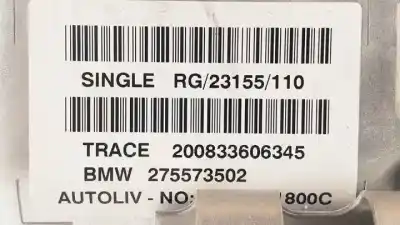 SINGLE RG/23155/110
TRACE 200833606345
BMW 275573502
AUTOLIV - NO: 800C